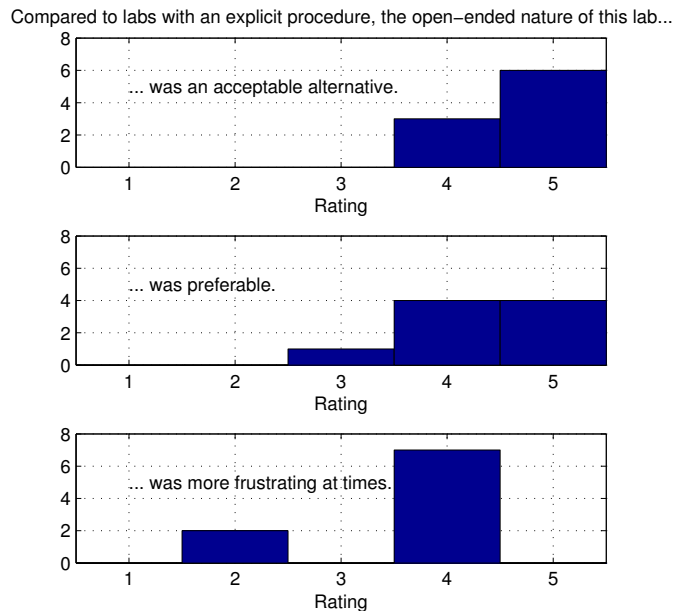 Compared to labs with an explicit procedure, the open−ended nature of this lab...
8
6
4
2
0
... was an acceptable alternative.
1 2 3 4 5
Rating
8
6
4
2
0
... was preferable.
1 2 3 4 5
Rating
8
6
4
2
0
... was more frustrating at times.
1 2 3 4 5
Rating